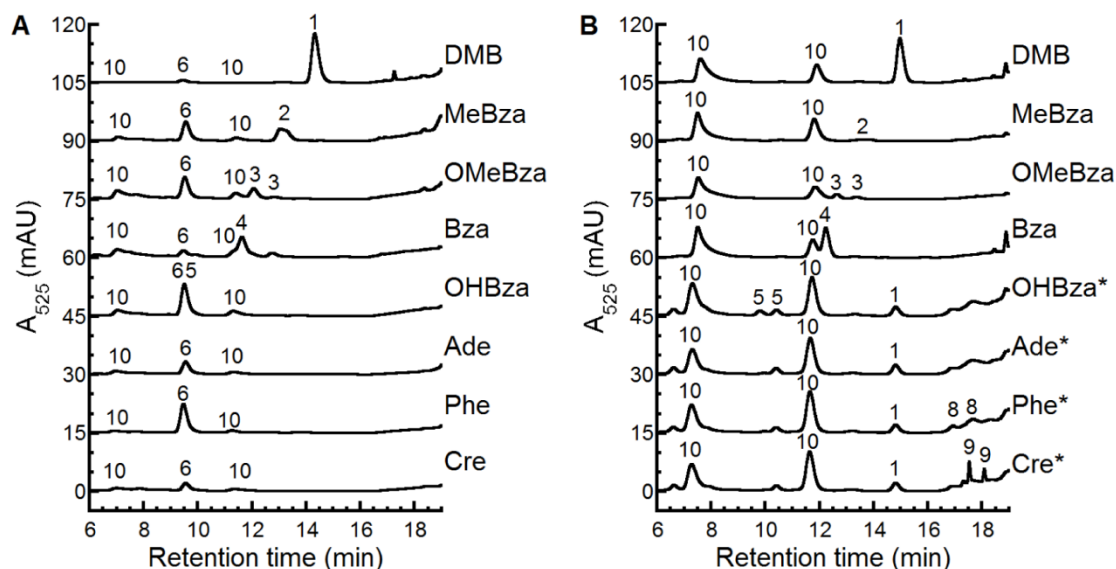 A
120
1
DMB
10 6 10
105
MeBza
10 6 10 2
90
OMeBza
10 6 10 3 3
75
Bza
10 6 10 4
60
OHBza
10 65 10
45
Ade
10 6 10
30
Phe
10 6 10
15
Cre
10 6 10
0
6 8 10 12 14 16 18
Retention time (min)
A525 (mAU)
B
120
1
DMB
10 10
105
MeBza
10 10 2
90
OMeBza
10 10 3 3
75
Bza
10 10 4
60
OHBza*
10 5 5 10 1
45
Ade*
10 10 1
30
Phe*
10 10 1 8 8
15
Cre*
10 10 1 9 9
0
6 8 10 12 14 16 18
Retention time (min)
A525 (mAU)